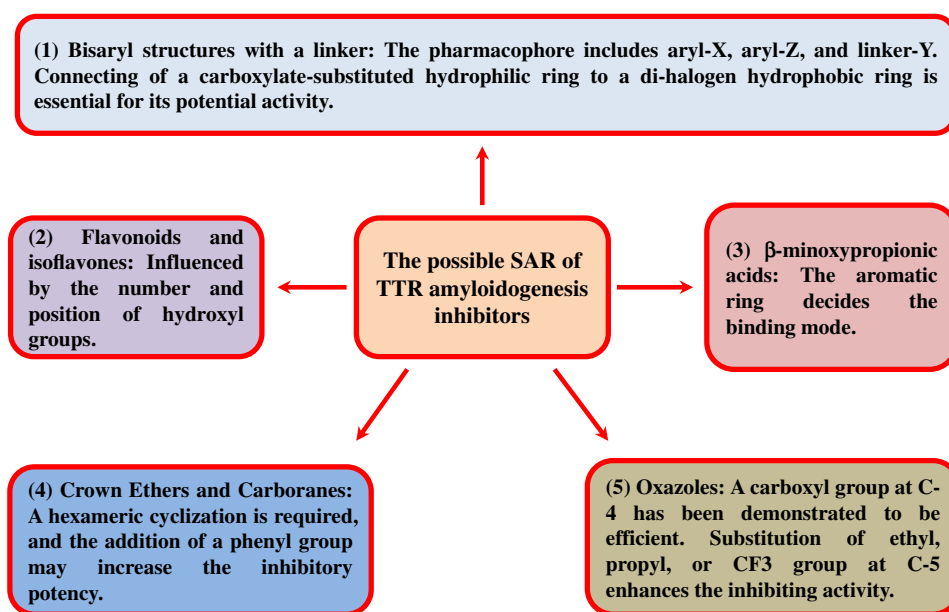 (1) Bisaryl structures with a linker: The pharmacophore includes aryl-X, aryl-Z, and linker-Y.
Connecting of a carboxylate-substituted hydrophilic ring to a di-halogen hydrophobic ring is
essential for its potential activity.
(2) Flavonoids and
isoflavones: Influenced
by the number and
position of hydroxyl
groups.
The possible SAR of
TTR amyloidogenesis
inhibitors
(3) β-minoxypropionic
acids: The aromatic
ring decides the
binding mode.
(4) Crown Ethers and Carboranes:
A hexameric cyclization is required,
and the addition of a phenyl group
may increase the inhibitory
potency.
(5) Oxazoles: A carboxyl group at C-
4 has been demonstrated to be
efficient. Substitution of ethyl,
propyl, or CF3 group at C-5
enhances the inhibiting activity.